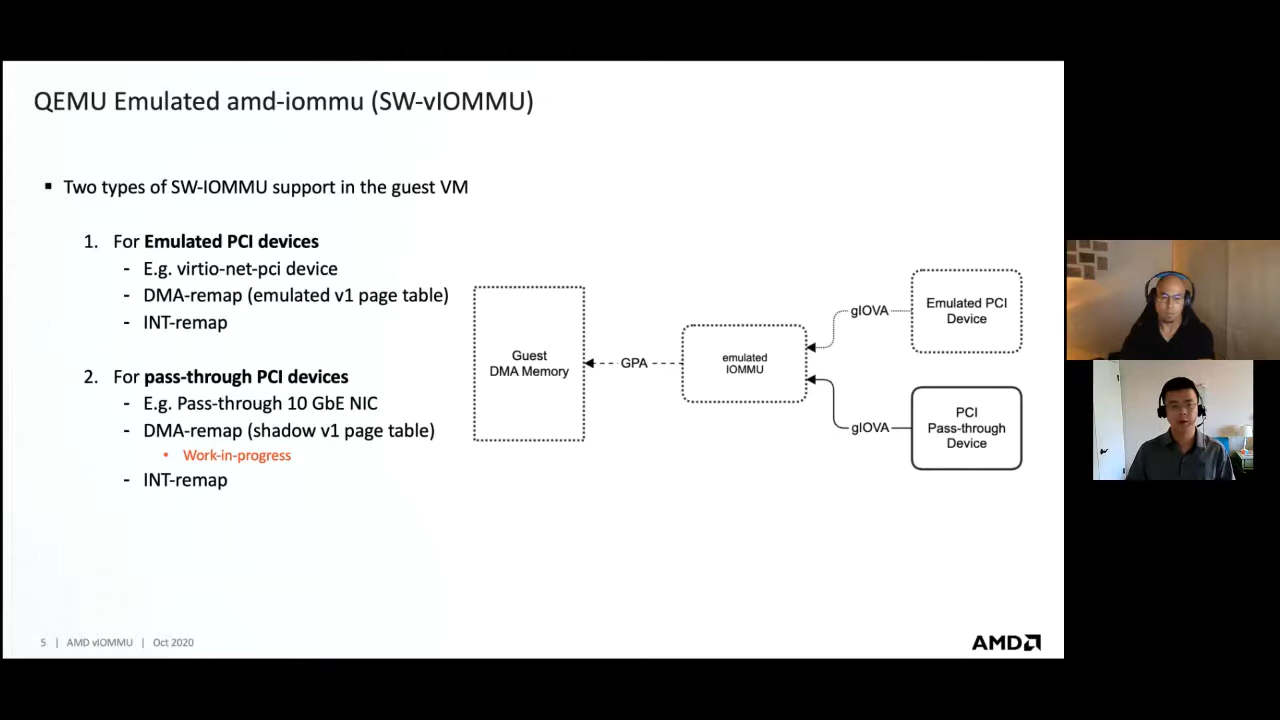 QEMU Emulated amd-iommu (SW-vIOMMU)
▪ Two types of SW-IOMMU support in the guest VM
1. For Emulated PCI devices
- E.g. virtio-net-pci device
- DMA-remap (emulated v1 page table)
- INT-remap
2. For pass-through PCI devices
- E.g. Pass-through 10 GbE NIC
- DMA-remap (shadow v1 page table)
• Work-in-progress
- INT-remap
Guest
DMA Memory
GPA
emulated
IOMMU
gIOVA
gIOVA
Emulated PCI
Device
PCI
Pass-through
Device
5 | AMD vIOMMU | Oct 2020
AMD